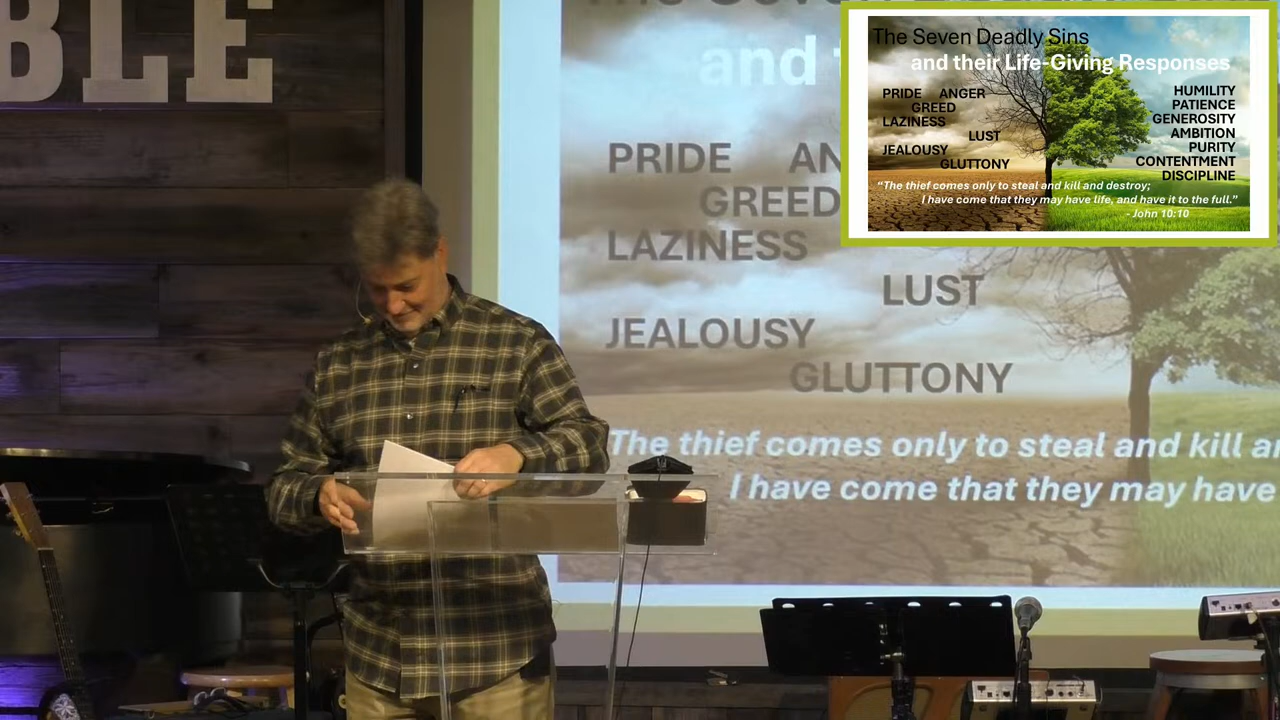 BLE
and
PRIDE AN
GREED
LAZINESS
LUST
JEALOUSY
GLUTTONY
The thief comes only to steal and kill an
I have come that they may have
The Seven Deadly Sins
and their Life-Giving Responses
PRIDE ANGER
GREED
LAZINESS
LUST
JEALOUSY
GLUTTONY
HUMILITY
PATIENCE
GENEROSITY
AMBITION
PURITY
CONTENTMENT
DISCIPLINE
“The thief comes only to steal and kill and destroy;
I have come that they may have life, and have it to the full.”
- John 10:10